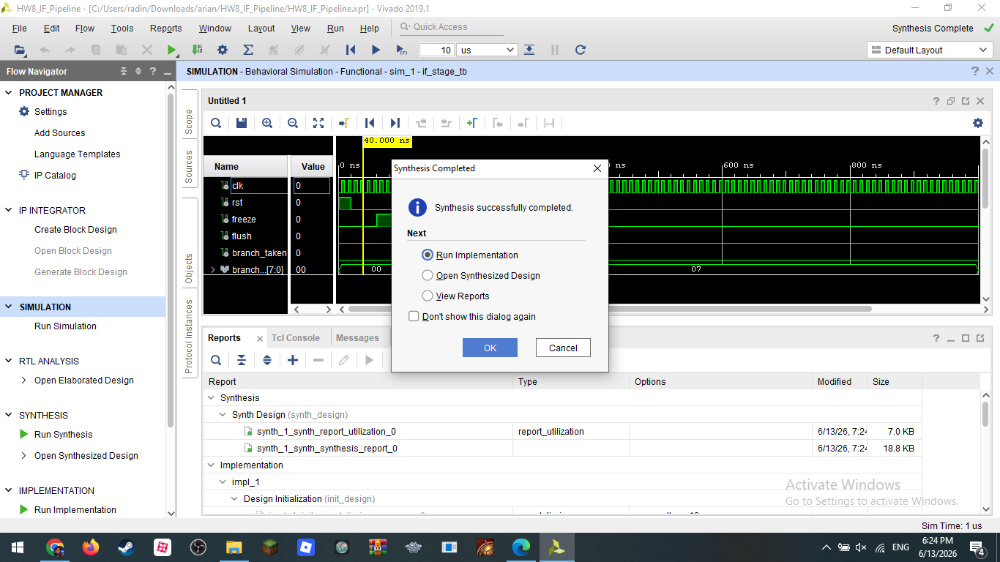 HW8_IF_Pipeline - [C:/Users/radin/Downloads/arian/HW8_IF_Pipeline/HW8_IF_Pipeline.xpr] - Vivado 2019.1
File Edit Flow Tools Reports Window Layout View Run Help Quick Access Synthesis Complete
10 us Default Layout
Flow Navigator
SIMULATION - Behavioral Simulation - Functional - sim_1 - if_stage_tb
PROJECT MANAGER
Settings
Add Sources
Language Templates
IP Catalog
IP INTEGRATOR
Create Block Design
Open Block Design
Generate Block Design
SIMULATION
Run Simulation
RTL ANALYSIS
Open Elaborated Design
SYNTHESIS
Run Synthesis
Open Synthesized Design
IMPLEMENTATION
Run Implementation
Scope
Sources
Objects
Protocol Instances
Untitled 1
40.000 ns
Name Value
0 ns
ns
600 ns
800 ns
clk 0
rst 0
freeze 0
flush 0
branch_taken 0
branch...[7:0] 00
00
07
Synthesis Completed
Synthesis successfully completed.
Next
Run Implementation
Open Synthesized Design
View Reports
Don't show this dialog again
OK Cancel
Reports Tcl Console Messages
Report Type Options Modified Size
Synthesis
Synth Design (synth_design)
synth_1_synth_report_utilization_0 report_utilization 6/13/26, 7:24 7.0 KB
synth_1_synth_synthesis_report_0 6/13/26, 7:24 18.8 KB
Implementation
impl_1
Design Initialization (init_design)
Activate Windows
Go to Settings to activate Windows.
Sim Time: 1 us
ENG
6:24 PM
6/13/2026
4